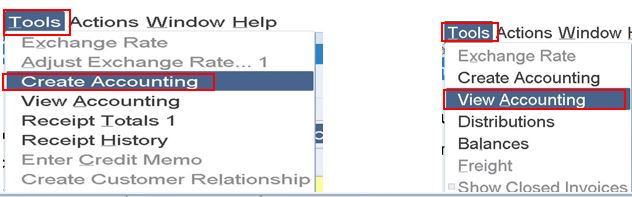 Tools Actions Window Help
Exchange Rate
Adjust Exchange Rate... 1
Create Accounting
View Accounting
Receipt Totals 1
Receipt History
Enter Credit Memo
Create Customer Relationship
Tools Actions Window
Exchange Rate
Create Accounting
View Accounting
Distributions
Balances
Freight
Show Closed Invoices